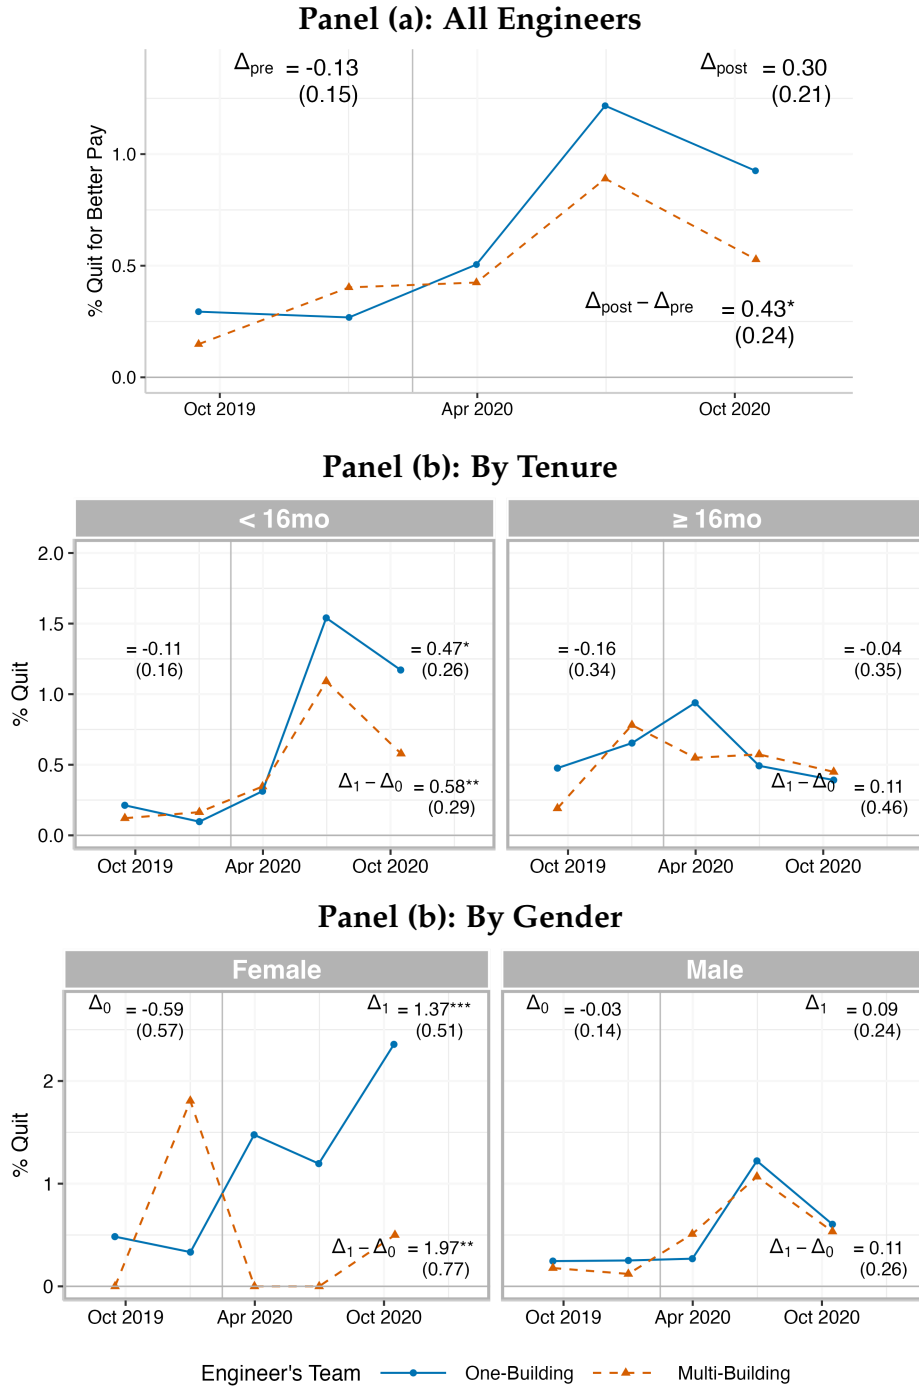 Panel (a): All Engineers
Δpre = -0.13
(0.15)
Δpost = 0.30
(0.21)
% Quit for Better Pay
1.0
0.5
0.0
Δpost − Δpre = 0.43*
(0.24)
Oct 2019 Apr 2020 Oct 2020
Panel (b): By Tenure
< 16mo ≥ 16mo
% Quit
2.0
1.5
1.0
0.5
0.0
= -0.11
(0.16)
= 0.47*
(0.26)
Δ1 − Δ0 = 0.58**
(0.29)
= -0.16
(0.34)
= -0.04
(0.35)
Δ1 − Δ0 = 0.11
(0.46)
Oct 2019 Apr 2020 Oct 2020 Oct 2019 Apr 2020 Oct 2020
Panel (b): By Gender
Female Male
% Quit
2
1
0
Δ0 = -0.59
(0.57)
Δ1 = 1.37***
(0.51)
Δ1 − Δ0 = 1.97**
(0.77)
Δ0 = -0.03
(0.14)
Δ1 = 0.09
(0.24)
Δ1 − Δ0 = 0.11
(0.26)
Oct 2019 Apr 2020 Oct 2020 Oct 2019 Apr 2020 Oct 2020
Engineer's Team One-Building Multi-Building